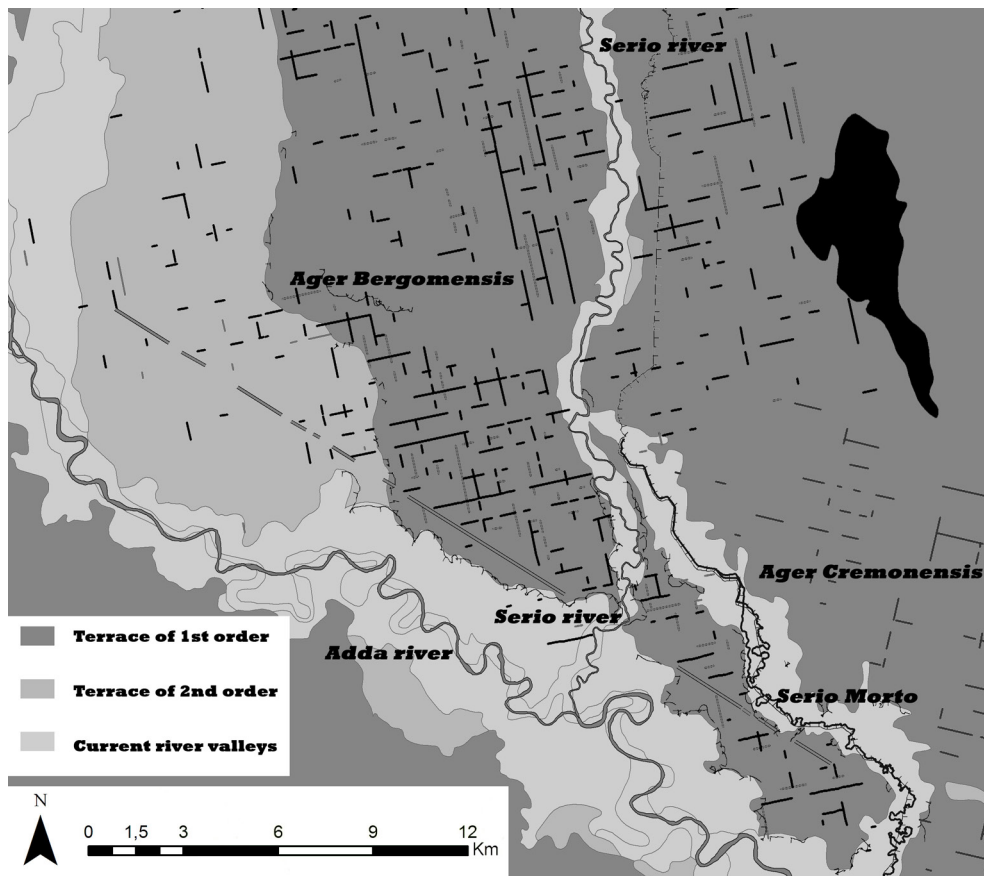 Serio river
Ager Bergomensis
Ager Cremonensis
Serio river
Adda river
Serio Morto
Terrace of 1st order
Terrace of 2nd order
Current river valleys
N
0 1,5 3 6 9 12
Km